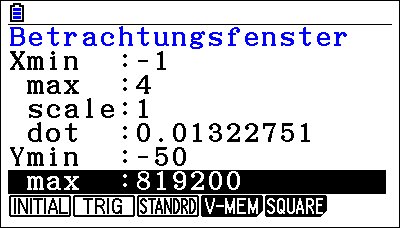 Betrachtungsfenster
Xmin :-1
max :4
scale:1
dot :0.01322751
Ymin :-50
max :819200
INITIAL TRIG STANDRD V-MEM SQUARE